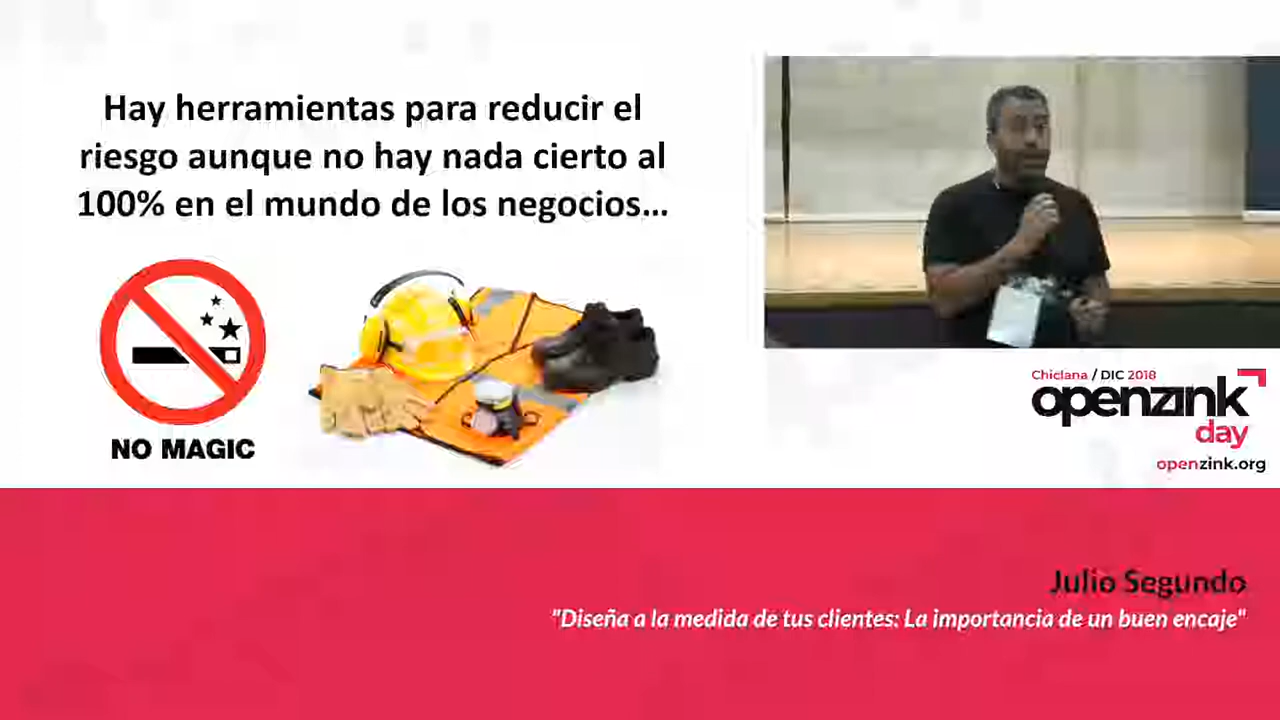 Hay herramientas para reducir el
riesgo aunque no hay nada cierto al
100% en el mundo de los negocios...
NO MAGIC
Chiclana / DIC 2018
openzink
day
openzink.org
Julio Segundo
"Diseña a la medida de tus clientes: La importancia de un buen encaje"